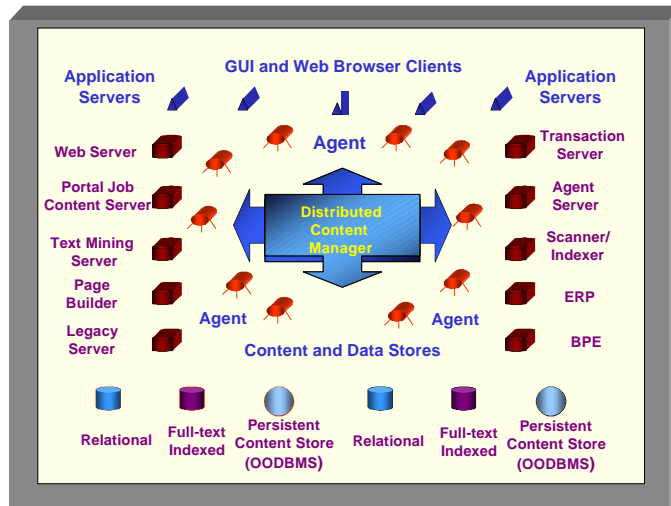 GUI and Web Browser Clients
Application
Servers
Application
Servers
Agent
Web Server
Portal Job
Content Server
Text Mining
Server
Page
Builder
Legacy
Server
Distributed
Content
Manager
Transaction
Server
Agent
Server
Scanner/
Indexer
ERP
BPE
Agent
Agent
Content and Data Stores
Relational
Full-text
Indexed
Persistent
Content Store
(OODBMS)
Relational
Full-text
Indexed
Persistent
Content Store
(OODBMS)